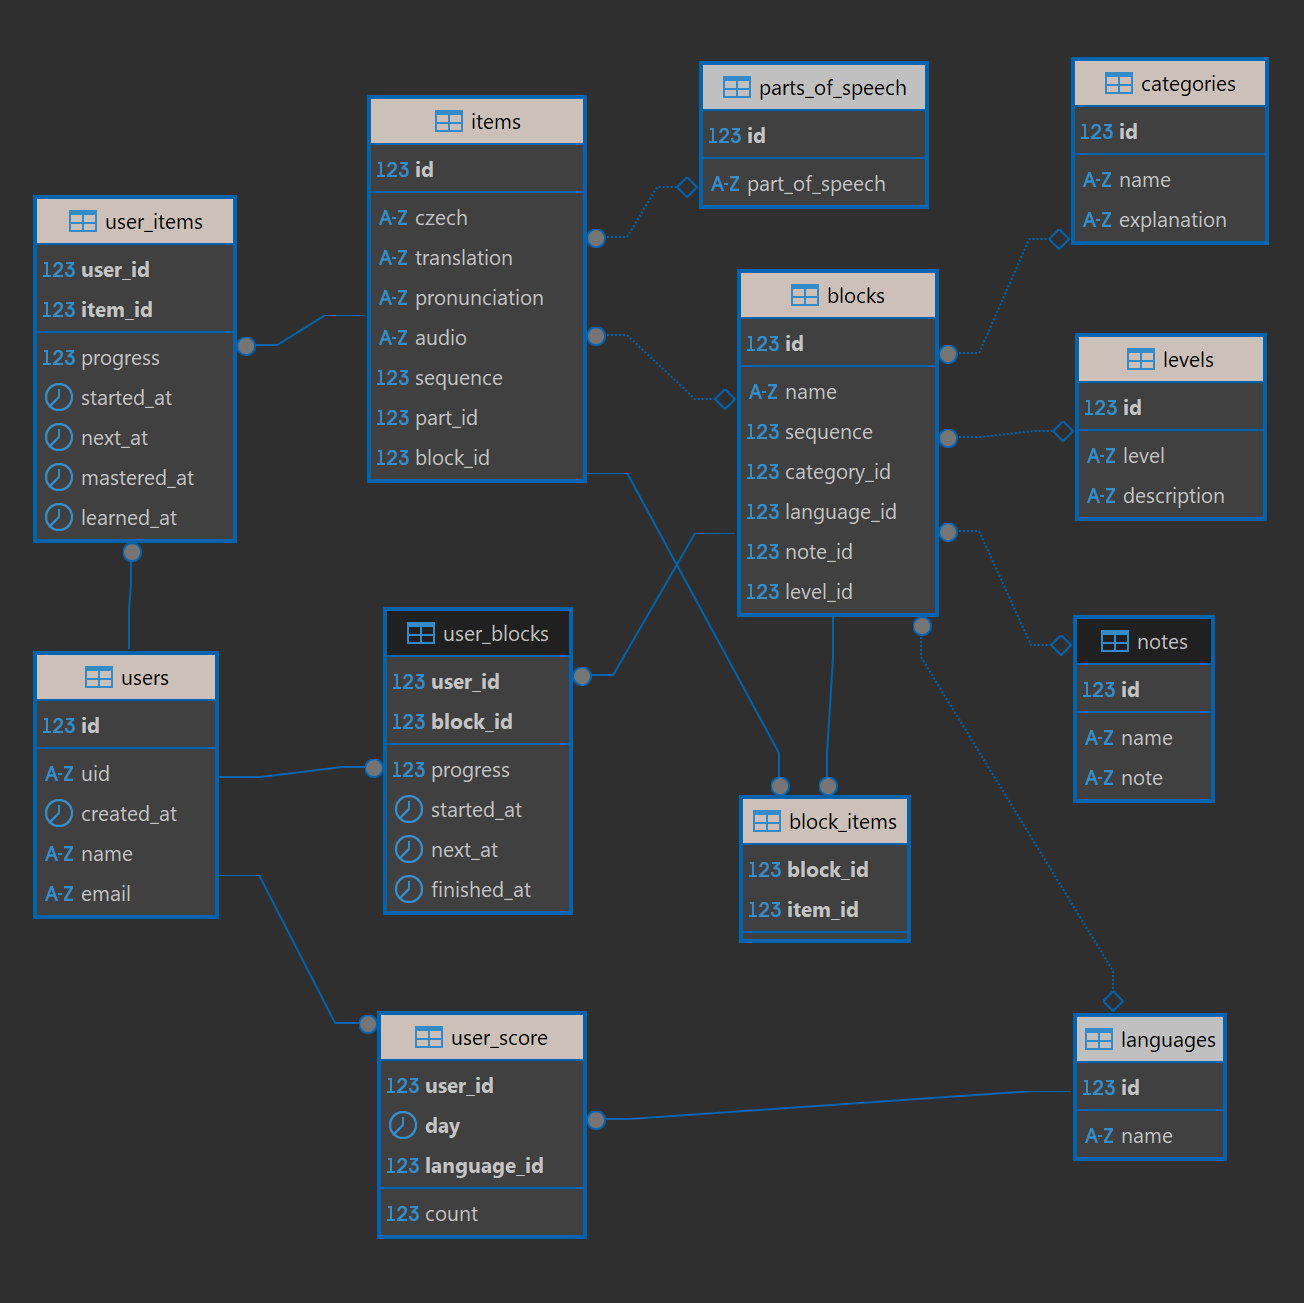 parts_of_speech
123 id
A-Z part_of_speech
categories
123 id
A-Z name
A-Z explanation
items
123 id
A-Z czech
A-Z translation
A-Z pronunciation
A-Z audio
123 sequence
123 part_id
123 block_id
user_items
123 user_id
123 item_id
123 progress
started_at
next_at
mastered_at
learned_at
blocks
123 id
A-Z name
123 sequence
123 category_id
123 language_id
123 note_id
123 level_id
levels
123 id
A-Z level
A-Z description
user_blocks
123 user_id
123 block_id
123 progress
started_at
next_at
finished_at
notes
123 id
A-Z name
A-Z note
users
123 id
A-Z uid
created_at
A-Z name
A-Z email
block_items
123 block_id
123 item_id
user_score
123 user_id
day
123 language_id
123 count
languages
123 id
A-Z name